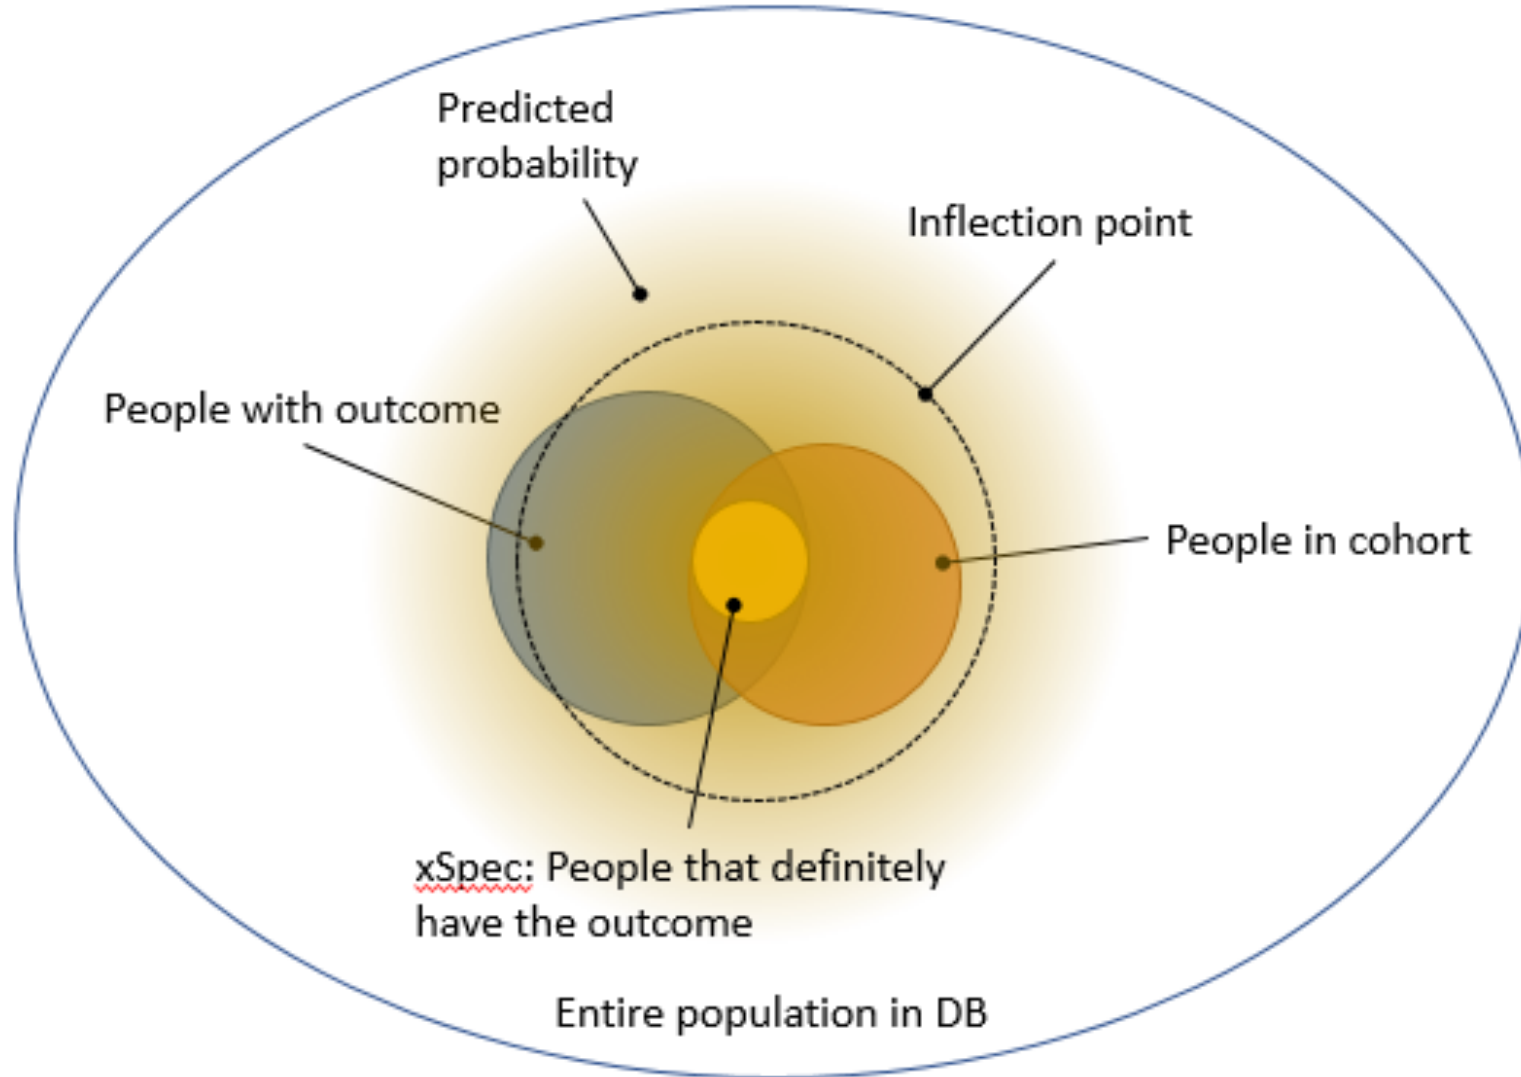 Predicted
probability
Inflection point
People with outcome
People in cohort
xSpec: People that definitely
have the outcome
Entire population in DB